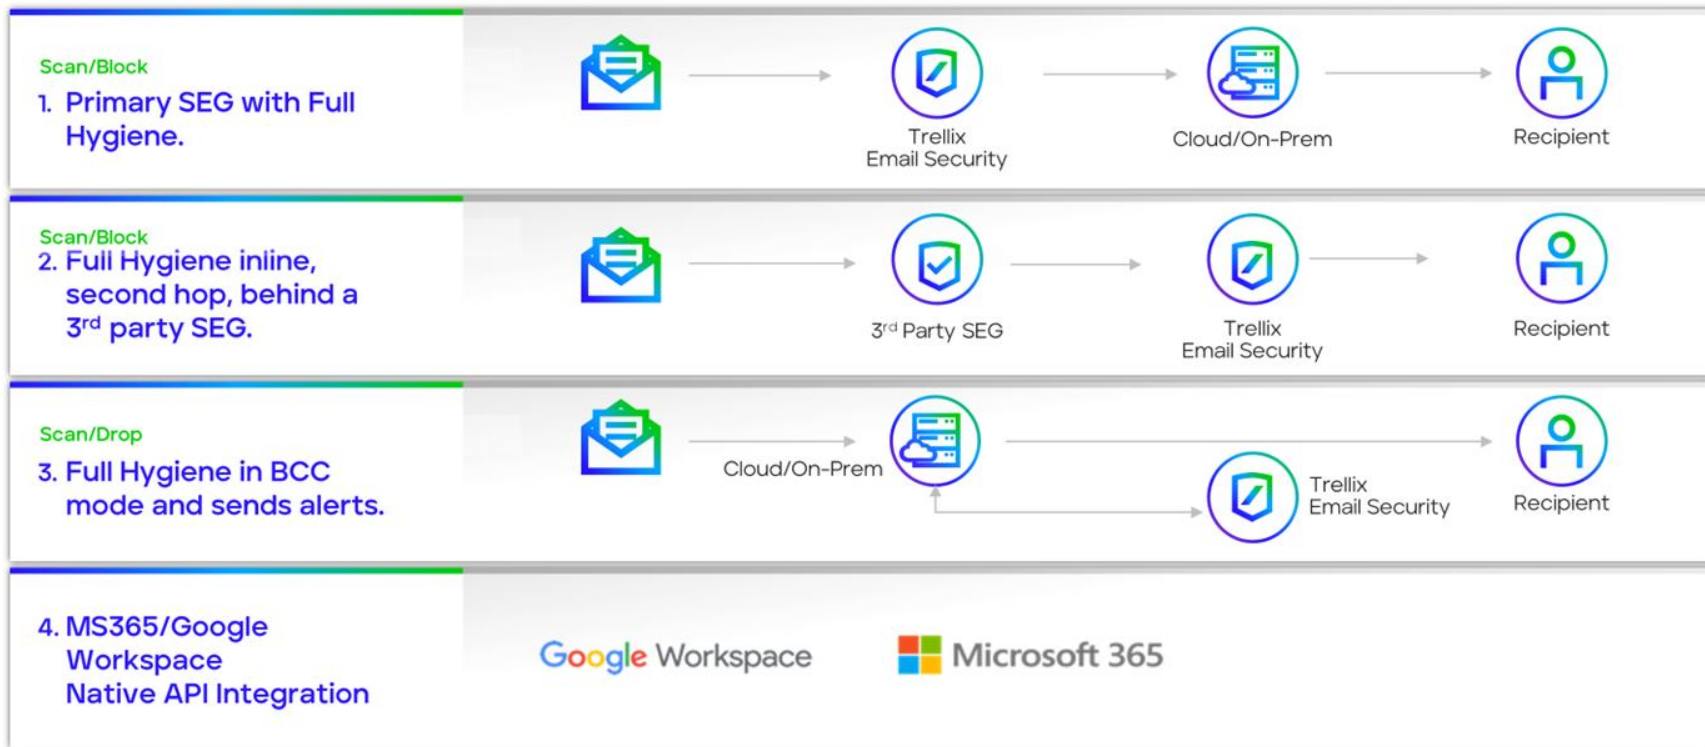 Scan/Block
1. Primary SEG with Full
Hygiene.
Trellix
Email Security
Cloud/On-Prem
Recipient
Scan/Block
2. Full Hygiene inline,
second hop, behind a
3rd party SEG.
3rd Party SEG
Trellix
Email Security
Recipient
Scan/Drop
3. Full Hygiene in BCC
mode and sends alerts.
Cloud/On-Prem
Trellix
Email Security
Recipient
4. MS365/Google
Workspace
Native API Integration
Google Workspace
Microsoft 365